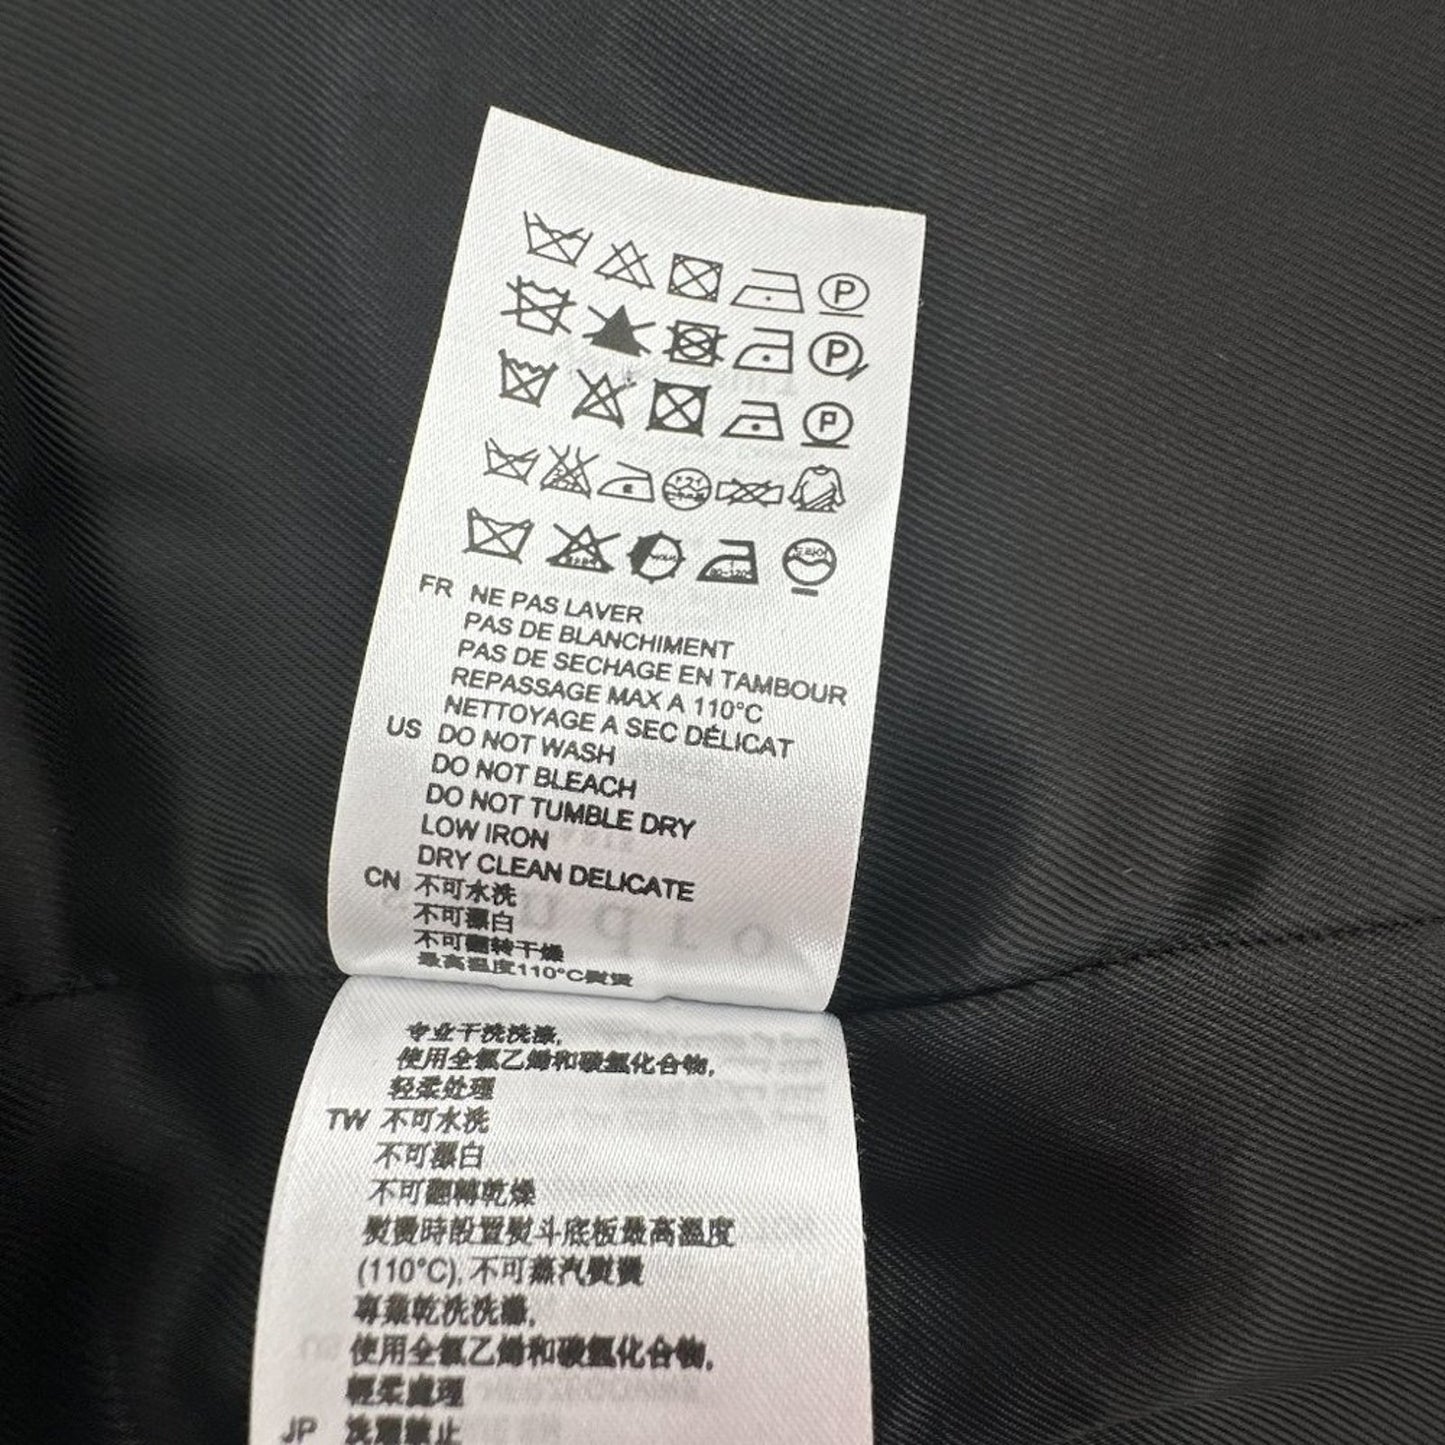 P
P
P
FR NE PAS LAVER
PAS DE BLANCHIMENT
PAS DE SECHAGE EN TAMBOUR
REPASSAGE MAX A 110°C
NETTOYAGE A SEC DÉLICAT
US DO NOT WASH
DO NOT BLEACH
DO NOT TUMBLE DRY
LOW IRON
DRY CLEAN DELICATE
CN 不可水洗
不可漂白
不可翻转干燥
最高温度110°C熨烫
专业干洗洗涤,
使用全氯乙烯和碳氢化合物,
轻柔处理
TW 不可水洗
不可漂白
不可翻轉乾燥
熨燙時設置熨斗底板最高溫度
(110°C), 不可蒸汽熨燙
專業乾洗洗滌,
使用全氯乙烯和碳氫化合物,
輕柔處理
JP 洗濯禁止